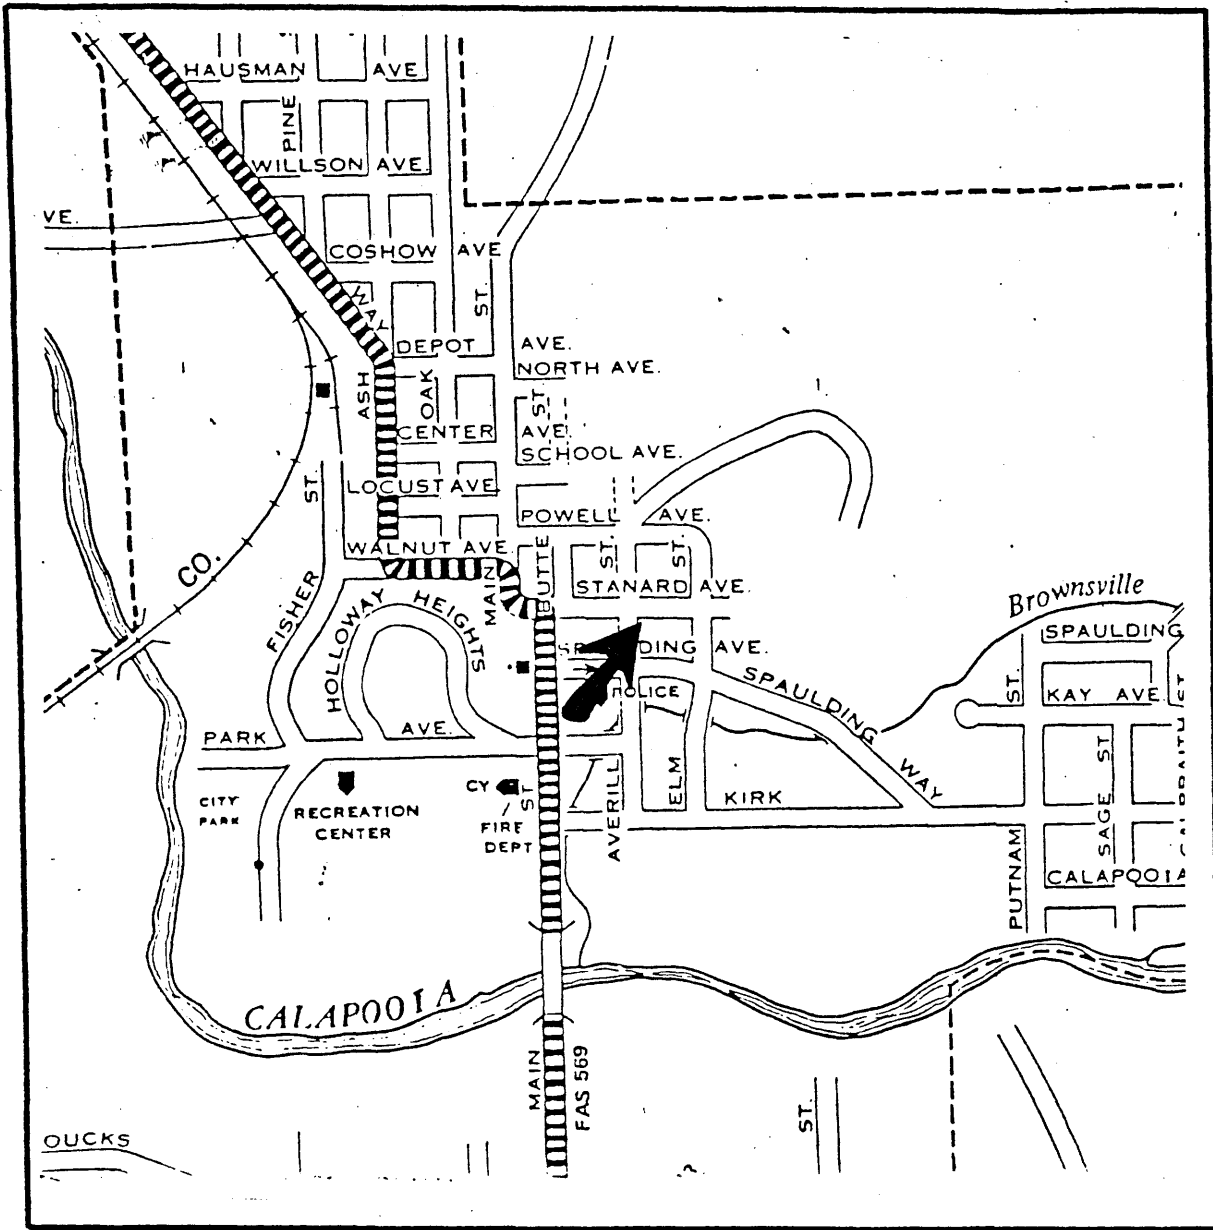 HAUSMAN AVE
PINE
WILLSON AVE.
VE.
COSHOW AVE
WAY
ST.
DEPOT AVE.
NORTH AVE.
ASH
OAK
ST.
CENTER AVE.
SCHOOL AVE.
ST.
LOCUST AVE
POWELL AVE.
CO.
WALNUT AVE
BUTTE
ST.
ST.
MAIN
STANARD AVE.
FISHER
HOLLOWAY HEIGHTS
Brownsville
SPAULDING
SP DING AVE.
POLICE
SPAULDING WAY
ST.
KAY AVE.
ST
PARK AVE.
SAGE ST
CITY
PARK
RECREATION
CENTER
CY
ST
FIRE
DEPT
AVERILL
ELM
KIRK
PUTNAM
CALAPOOIA
CALAPOOIA
MAIN
FAS 569
ST.
OUCKS